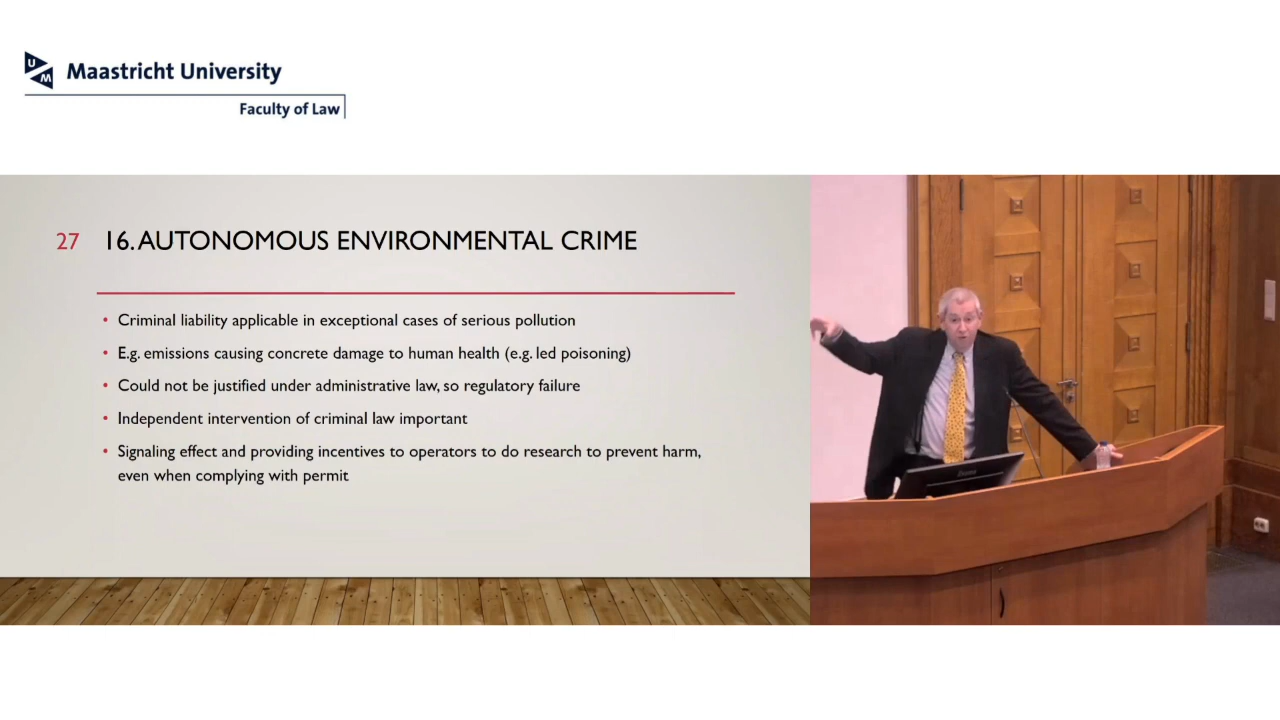 UM
Maastricht University
Faculty of Law
27 16. AUTONOMOUS ENVIRONMENTAL CRIME
• Criminal liability applicable in exceptional cases of serious pollution
• E.g. emissions causing concrete damage to human health (e.g. led poisoning)
• Could not be justified under administrative law, so regulatory failure
• Independent intervention of criminal law important
• Signaling effect and providing incentives to operators to do research to prevent harm,
even when complying with permit